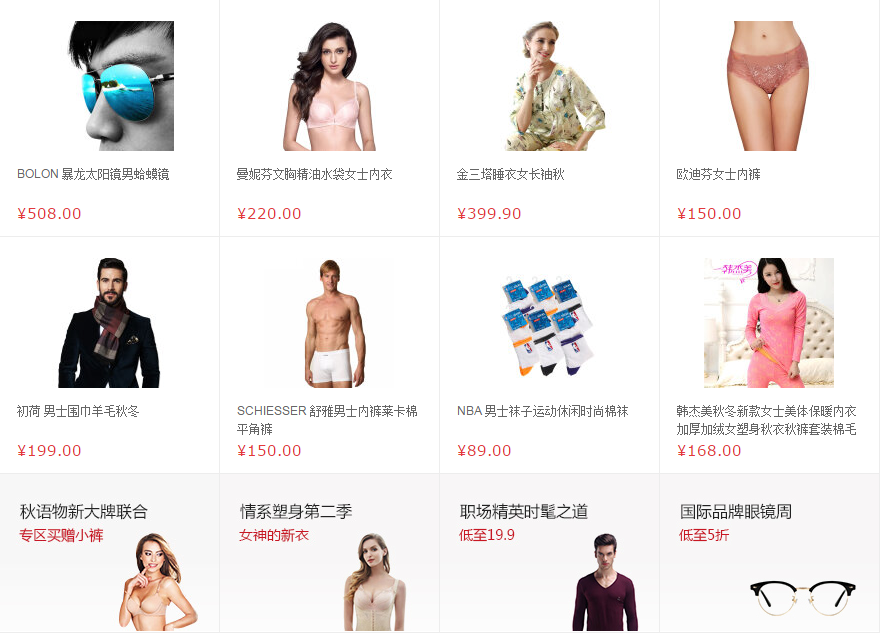 BOLON 暴龙太阳镜男蛤蟆镜
¥508.00
曼妮芬文胸精油水袋女士内衣
¥220.00
金三塔睡衣女长袖秋
¥399.90
欧迪芬女士内裤
¥150.00
初荷 男士围巾羊毛秋冬
¥199.00
SCHIESSER 舒雅男士内裤莱卡棉
平角裤
¥150.00
NBA 男士袜子运动休闲时尚棉袜
¥89.00
韩杰美
韩杰美秋冬新款女士美体保暖内衣
加厚加绒女塑身秋衣秋裤套装棉毛
¥168.00
秋语物新大牌联合
专区买赠小裤
情系塑身第二季
女神的新衣
职场精英时髦之道
低至19.9
国际品牌眼镜周
低至5折